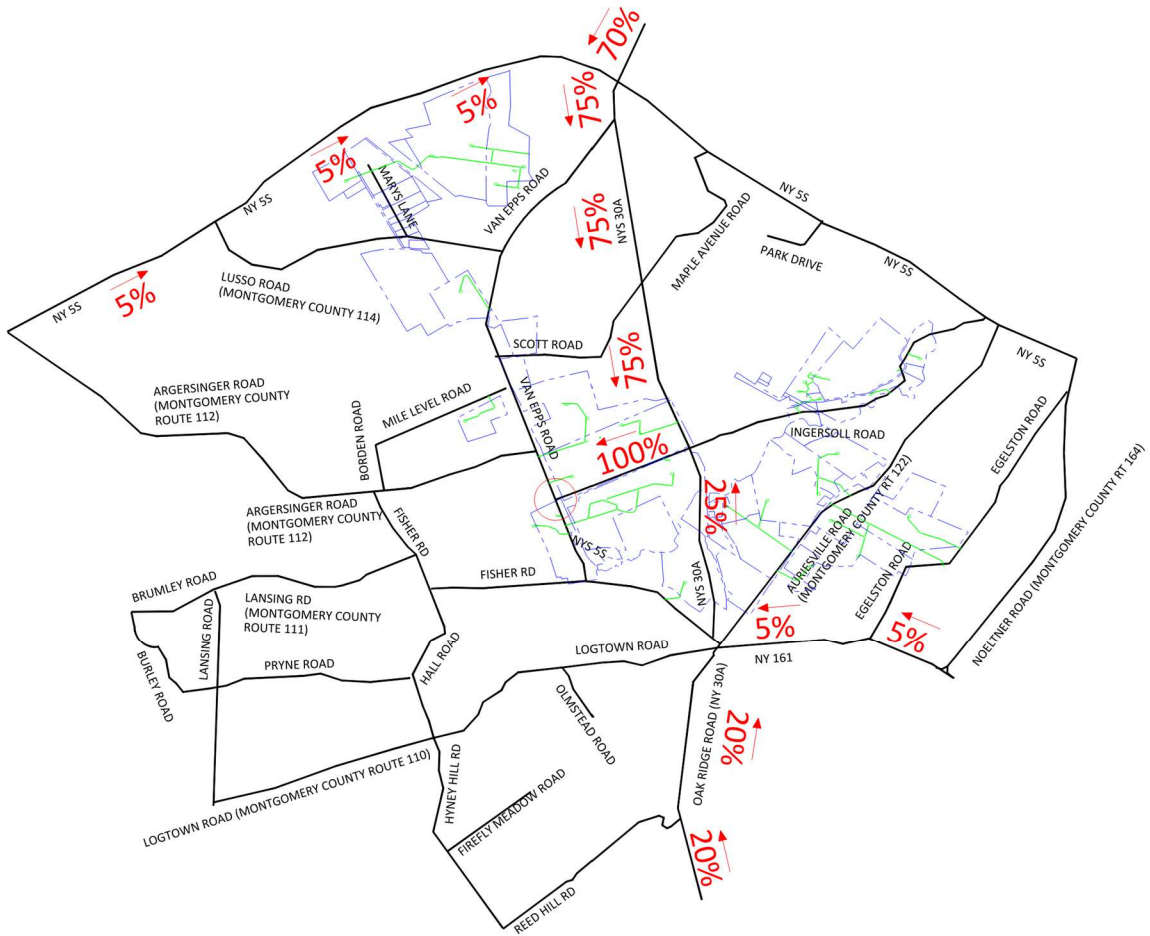 70%
75%
5%
5%
NY 5S
MARYS LANE
VAN EPPS ROAD
75%
NYS 30A
MAPLE AVENUE ROAD
NY 5S
PARK DRIVE
NY 5S
NY 5S
5%
LUSSO ROAD
(MONTGOMERY COUNTY 114)
SCOTT ROAD
75%
NY 5S
ARGERSINGER ROAD
(MONTGOMERY COUNTY
ROUTE 112)
BORDEN ROAD
MILE LEVEL ROAD
VAN EPPS ROAD
100%
INGERSOLL ROAD
EGELSTON ROAD
NOELTNER ROAD (MONTGOMERY COUNTY RT 164)
ARGERSINGER ROAD
(MONTGOMERY COUNTY
ROUTE 112)
FISHER RD
NYS 5S
25%
NYS 30A
AURIESVILLE ROAD
(MONTGOMERY COUNTY RT 122)
EGELSTON ROAD
BRUMLEY ROAD
LANSING RD
(MONTGOMERY COUNTY
ROUTE 111)
FISHER RD
LANSING ROAD
BURLEY ROAD
PRYNE ROAD
HALL ROAD
LOGTOWN ROAD
5%
5%
NY 161
OLMSTEAD ROAD
OAK RIDGE ROAD (NY 30A)
20%
LOGTOWN ROAD (MONTGOMERY COUNTY ROUTE 110)
HYNEY HILL RD
FIREFLY MEADOW ROAD
20%
REED HILL RD